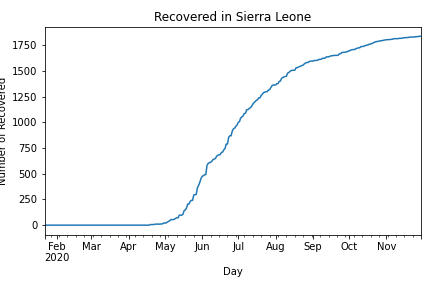 Recovered in Sierra Leone
Number of Recovered
1750
1500
1250
1000
750
500
250
0
Feb Mar Apr May Jun Jul Aug Sep Oct Nov
2020
Day